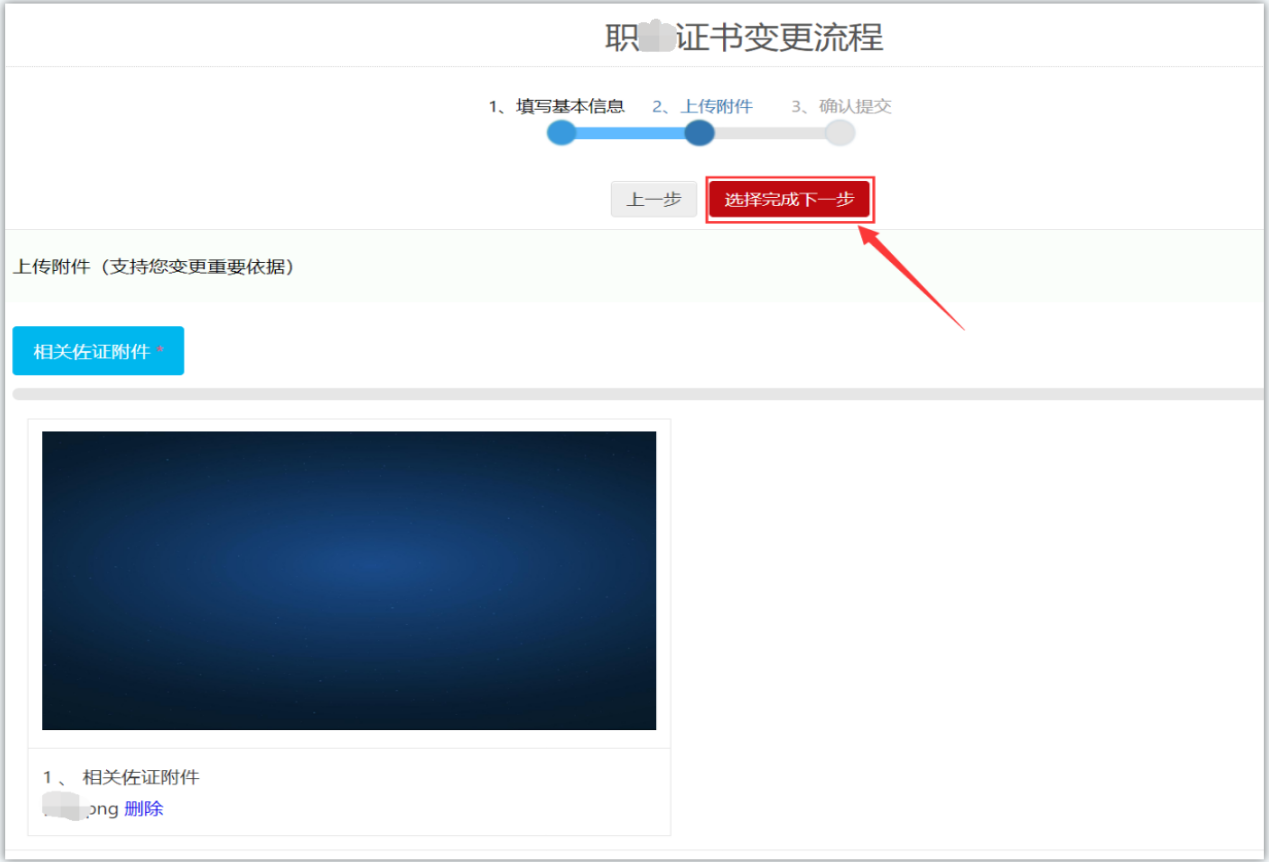 职 证书变更流程
1、填写基本信息 2、上传附件 3、确认提交
上一步 选择完成下一步
上传附件（支持您变更重要依据）
相关佐证附件 *
1 、 相关佐证附件
png 删除